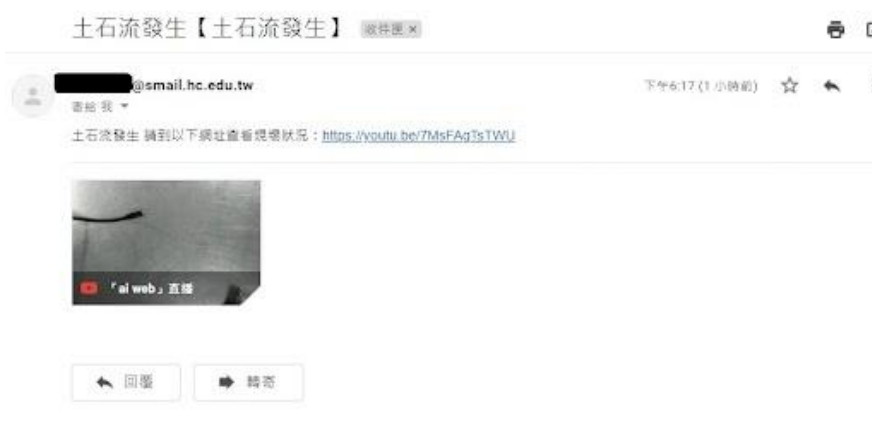 土石流發生【土石流發生】 收件匣 ×
@smail.hc.edu.tw 下午6:17 (1 小時前)
寄給 我
土石流發生 請到以下網址查看現場狀況：https://youtu.be/7MsFAgTsTWU
「ai web」直播
回覆 轉寄